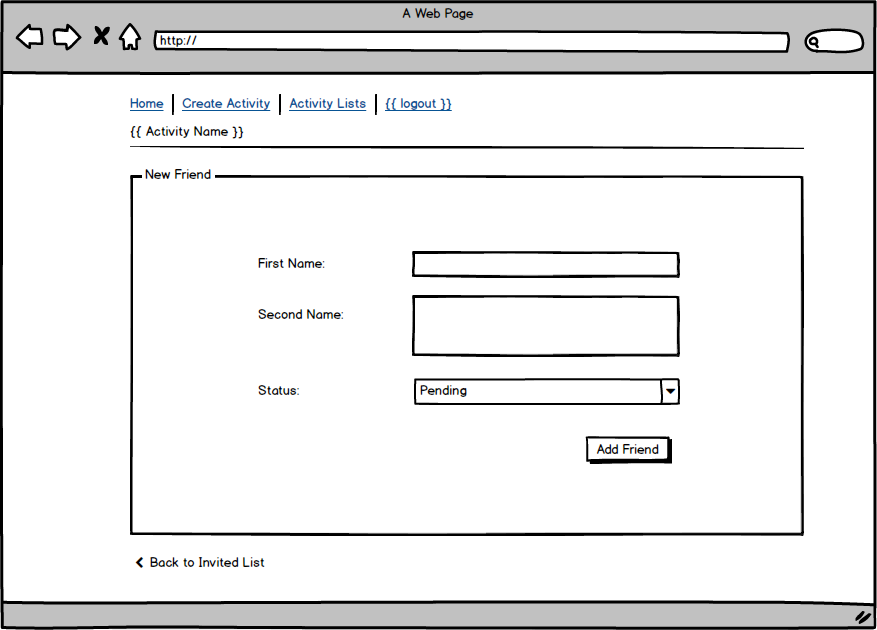 A Web Page
http://
Home | Create Activity | Activity Lists | {{ logout }}
{{ Activity Name }}
New Friend
First Name:
Second Name:
Status: Pending
Add Friend
Back to Invited List